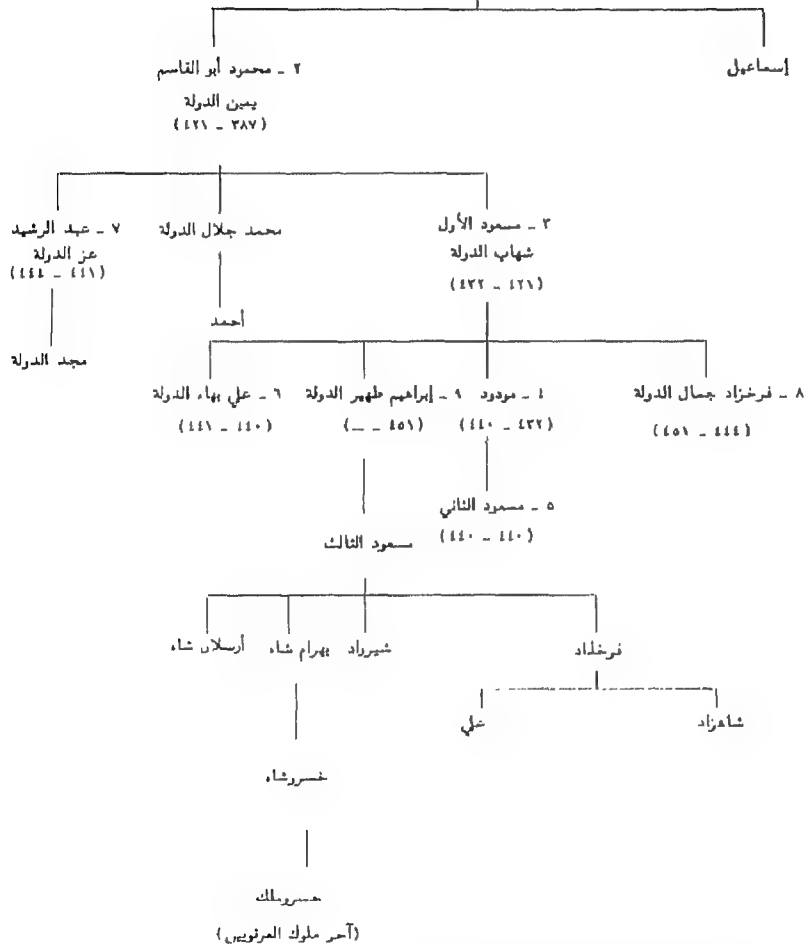 إسماعيل
٢ - محمود أبو القاسم
يمين الدولة
(٣٨٧ - ٤٢١)
٣ - مسعود الأول
شهاب الدولة
(٤٢١ - ٤٣٢)
محمد جلال الدولة
٧ - عبد الرشيد
عز الدولة
(٤٤١ - ٤٤٤)
أحمد
مجد الدولة
٨ - فرخزاد جمال الدولة
(٤٤٤ - ٤٥١)
٤ - مودود
(٤٣٢ - ٤٤٠)
٩ - إبراهيم ظهير الدولة
(٤٥١ - ــ)
٦ - علي بهاء الدولة
(٤٤٠ - ٤٤١)
٥ - مسعود الثاني
(٤٤٠ - ٤٤٠)
مسعود الثالث
فرخداد
شيرزاد
بهرام شاه
أرسلان شاه
شاهزاد
علي
خسروشاه
خسروملك
(آخر ملوك الغزنويين)